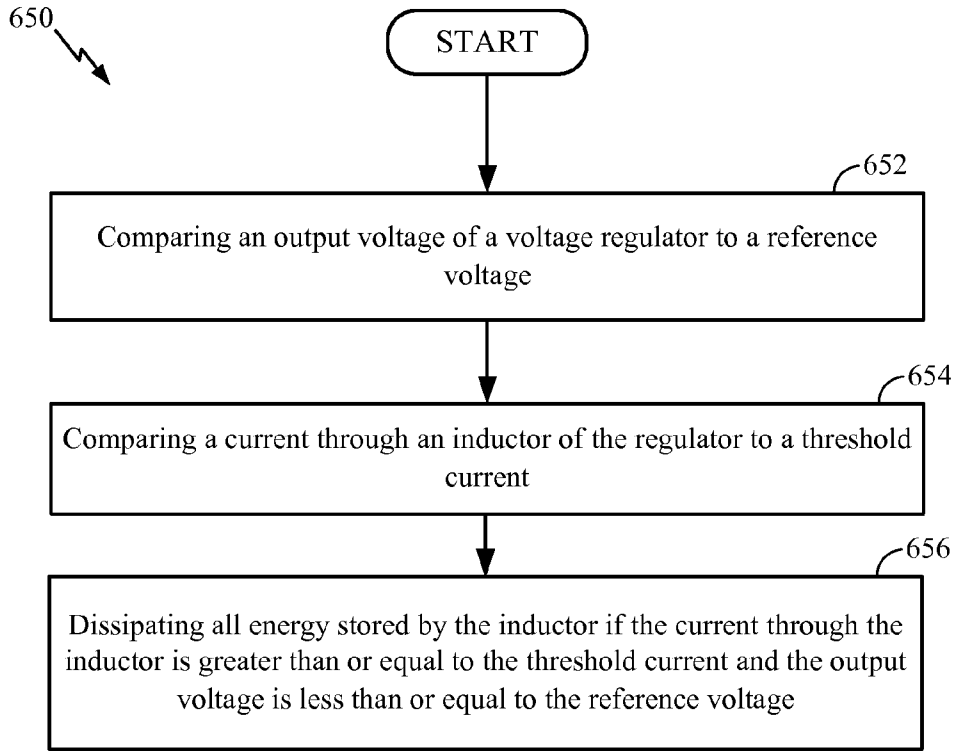 650
START
652
Comparing an output voltage of a voltage regulator to a reference
voltage
654
Comparing a current through an inductor of the regulator to a threshold
current
656
Dissipating all energy stored by the inductor if the current through the
inductor is greater than or equal to the threshold current and the output
voltage is less than or equal to the reference voltage